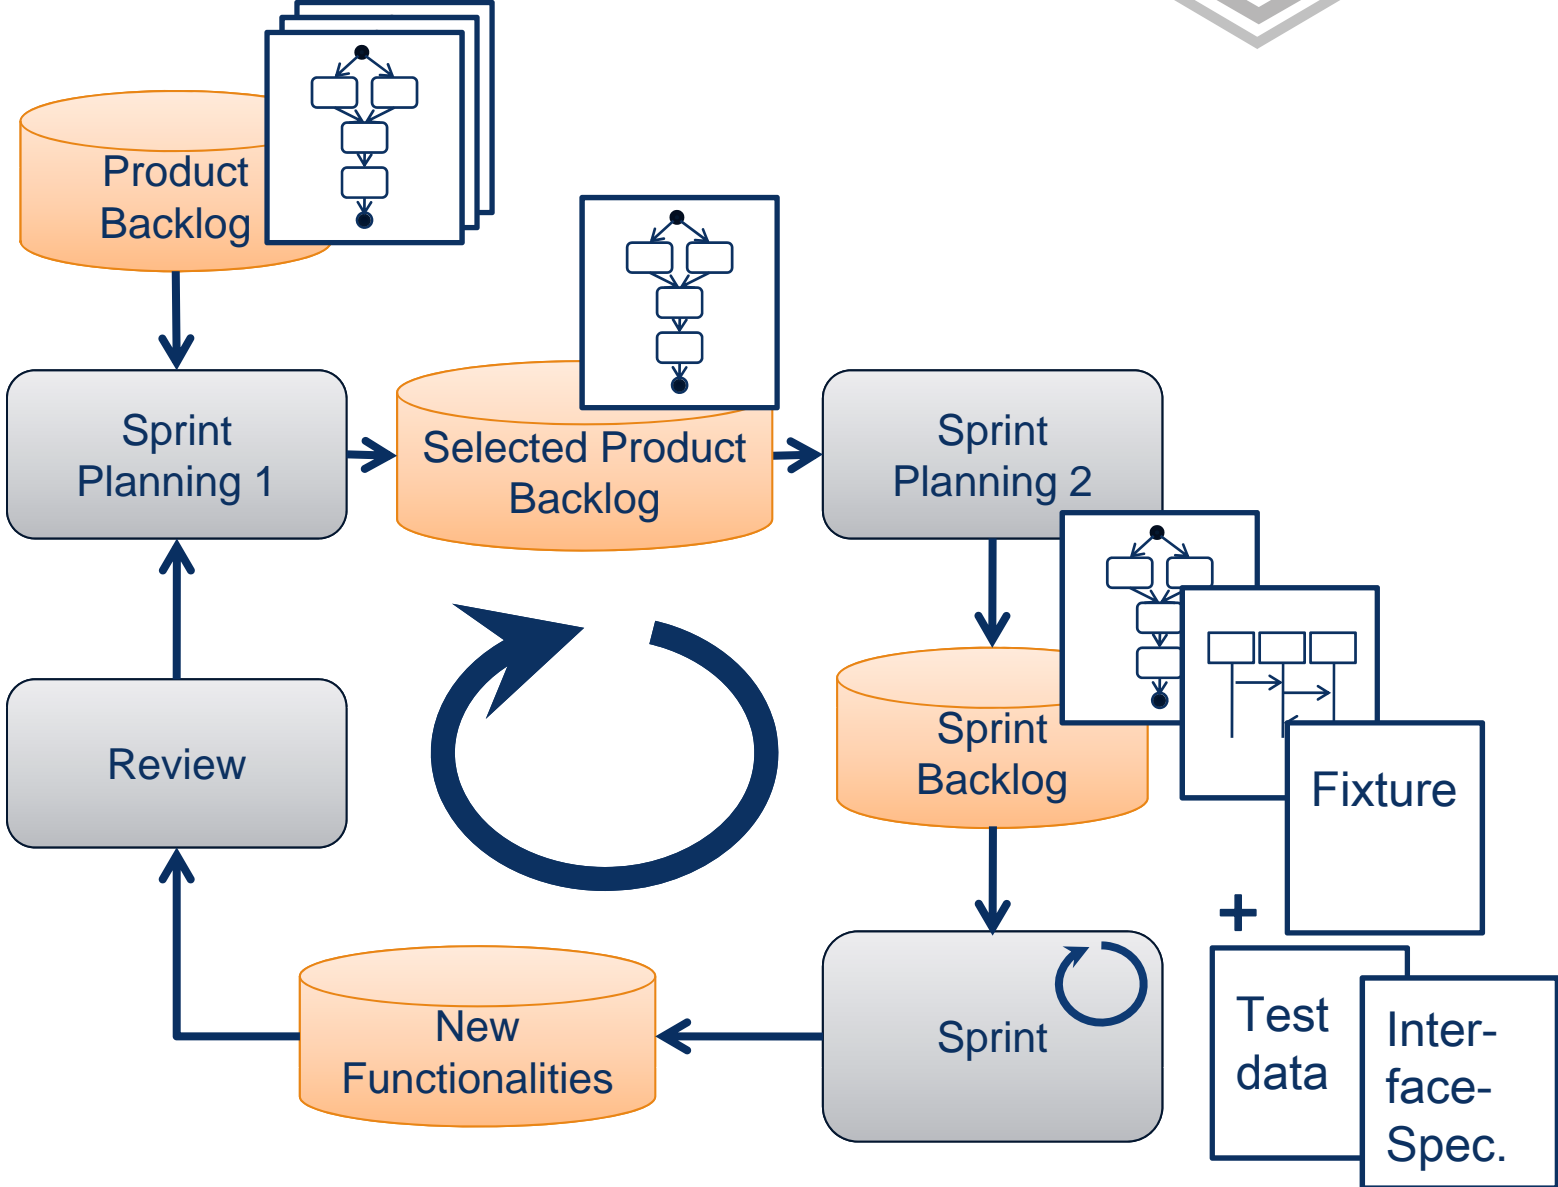 Product
Backlog
Sprint
Planning 1
Selected Product
Backlog
Sprint
Planning 2
Review
Sprint
Backlog
Fixture
+
New
Functionalities
Sprint
Test
data
Inter-
face-
Spec.